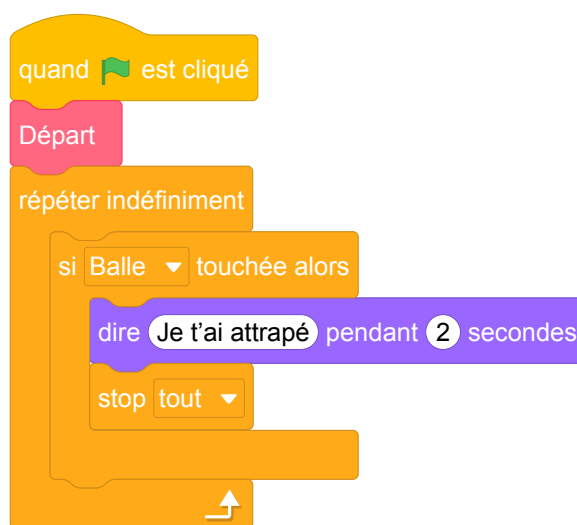 quand est cliqué
Départ
répéter indéfiniment
si Balle touchée alors
dire Je t'ai attrapé pendant 2 secondes
stop tout